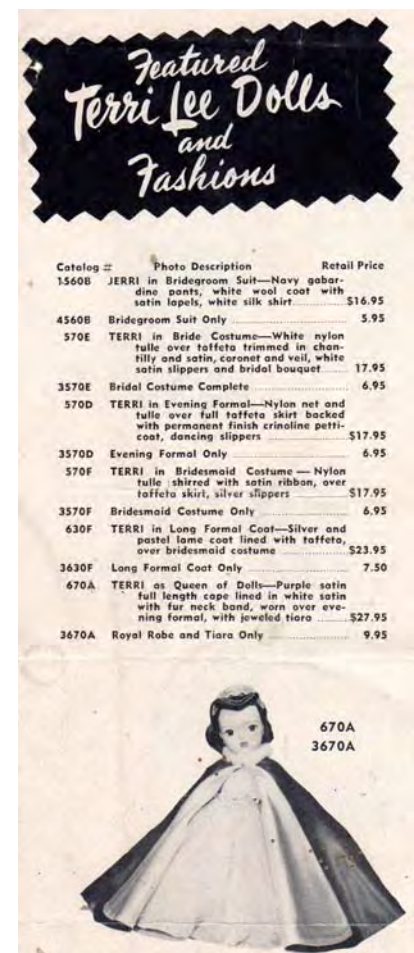 Featured
Terri Lee Dolls
and
Fashions
Catalog # Photo Description Retail Price
1560B JERRI in Bridegroom Suit—Navy gabar-
dine pants, white wool coat with
satin lapels, white silk shirt $16.95
4560B Bridegroom Suit Only 5.95
570E TERRI in Bride Costume—White nylon
tulle over taffeta trimmed in chan-
tilly and satin, coronet and veil, white
satin slippers and bridal bouquet 17.95
3570E Bridal Costume Complete 6.95
570D TERRI in Evening Formal—Nylon net and
tulle over full taffeta skirt backed
with permanent finish crinoline petti-
coat, dancing slippers $17.95
3570D Evening Formal Only 6.95
570F TERRI in Bridesmaid Costume — Nylon
tulle shirred with satin ribbon, over
taffeta skirt, silver slippers $17.95
3570F Bridesmaid Costume Only 6.95
630F TERRI in Long Formal Coat—Silver and
pastel lame coat lined with taffeta,
over bridesmaid costume $23.95
3630F Long Formal Coat Only 7.50
670A TERRI as Queen of Dolls—Purple satin
full length cape lined in white satin
with fur neck band, worn over eve-
ning formal, with jeweled tiara $27.95
3670A Royal Robe and Tiara Only 9.95
670A
3670A